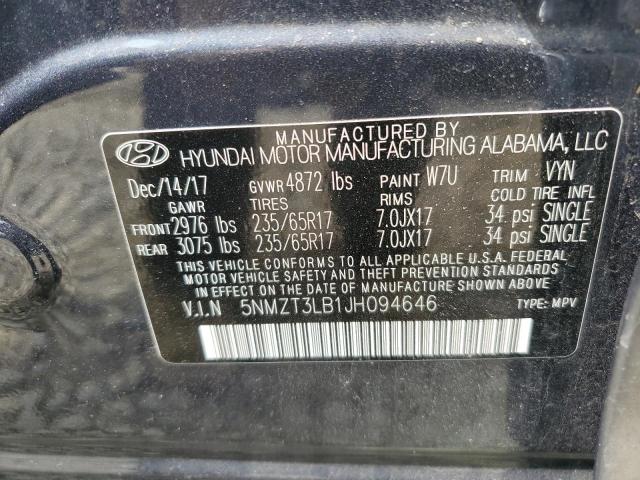 MANUFACTURED BY
HYUNDAI MOTOR MANUFACTURING ALABAMA, LLC
Dec/14/17 GVWR 4872 lbs PAINT W7U TRIM VYN
GAWR TIRES RIMS COLD TIRE INFL
FRONT 2976 lbs 235/65R17 7.0JX17 34 psi SINGLE
REAR 3075 lbs 235/65R17 7.0JX17 34 psi SINGLE
THIS VEHICLE CONFORMS TO ALL APPLICABLE U.S.A. FEDERAL
MOTOR VEHICLE SAFETY, BUMPER, AND THEFT PREVENTION
STANDARDS IN EFFECT ON THE DATE OF MANUFACTURE SHOWN ABOVE
V.I.N 5NMZT3LB1JH094646 TYPE: MPV